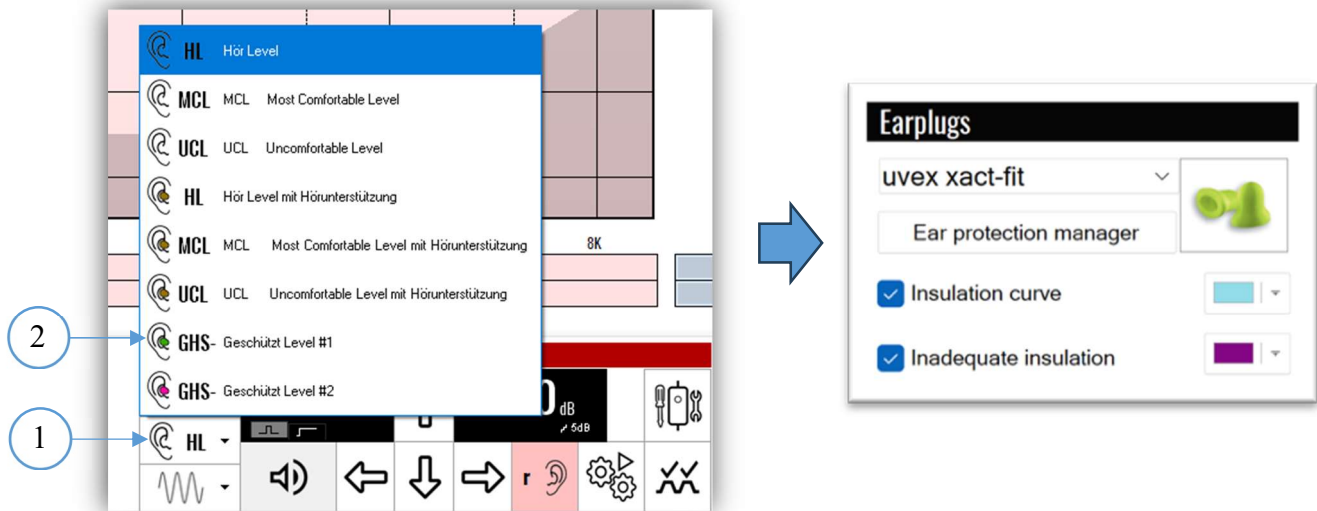 HL Hör Level
MCL MCL Most Comfortable Level
UCL UCL Uncomfortable Level
HL Hör Level mit Hörunterstützung
MCL MCL Most Comfortable Level mit Hörunterstützung
UCL UCL Uncomfortable Level mit Hörunterstützung
GHS- Geschützt Level #1
GHS- Geschützt Level #2
8K
2
1
0 dB
5dB
HL
r
Earplugs
uvex xact-fit
Ear protection manager
Insulation curve
Inadequate insulation